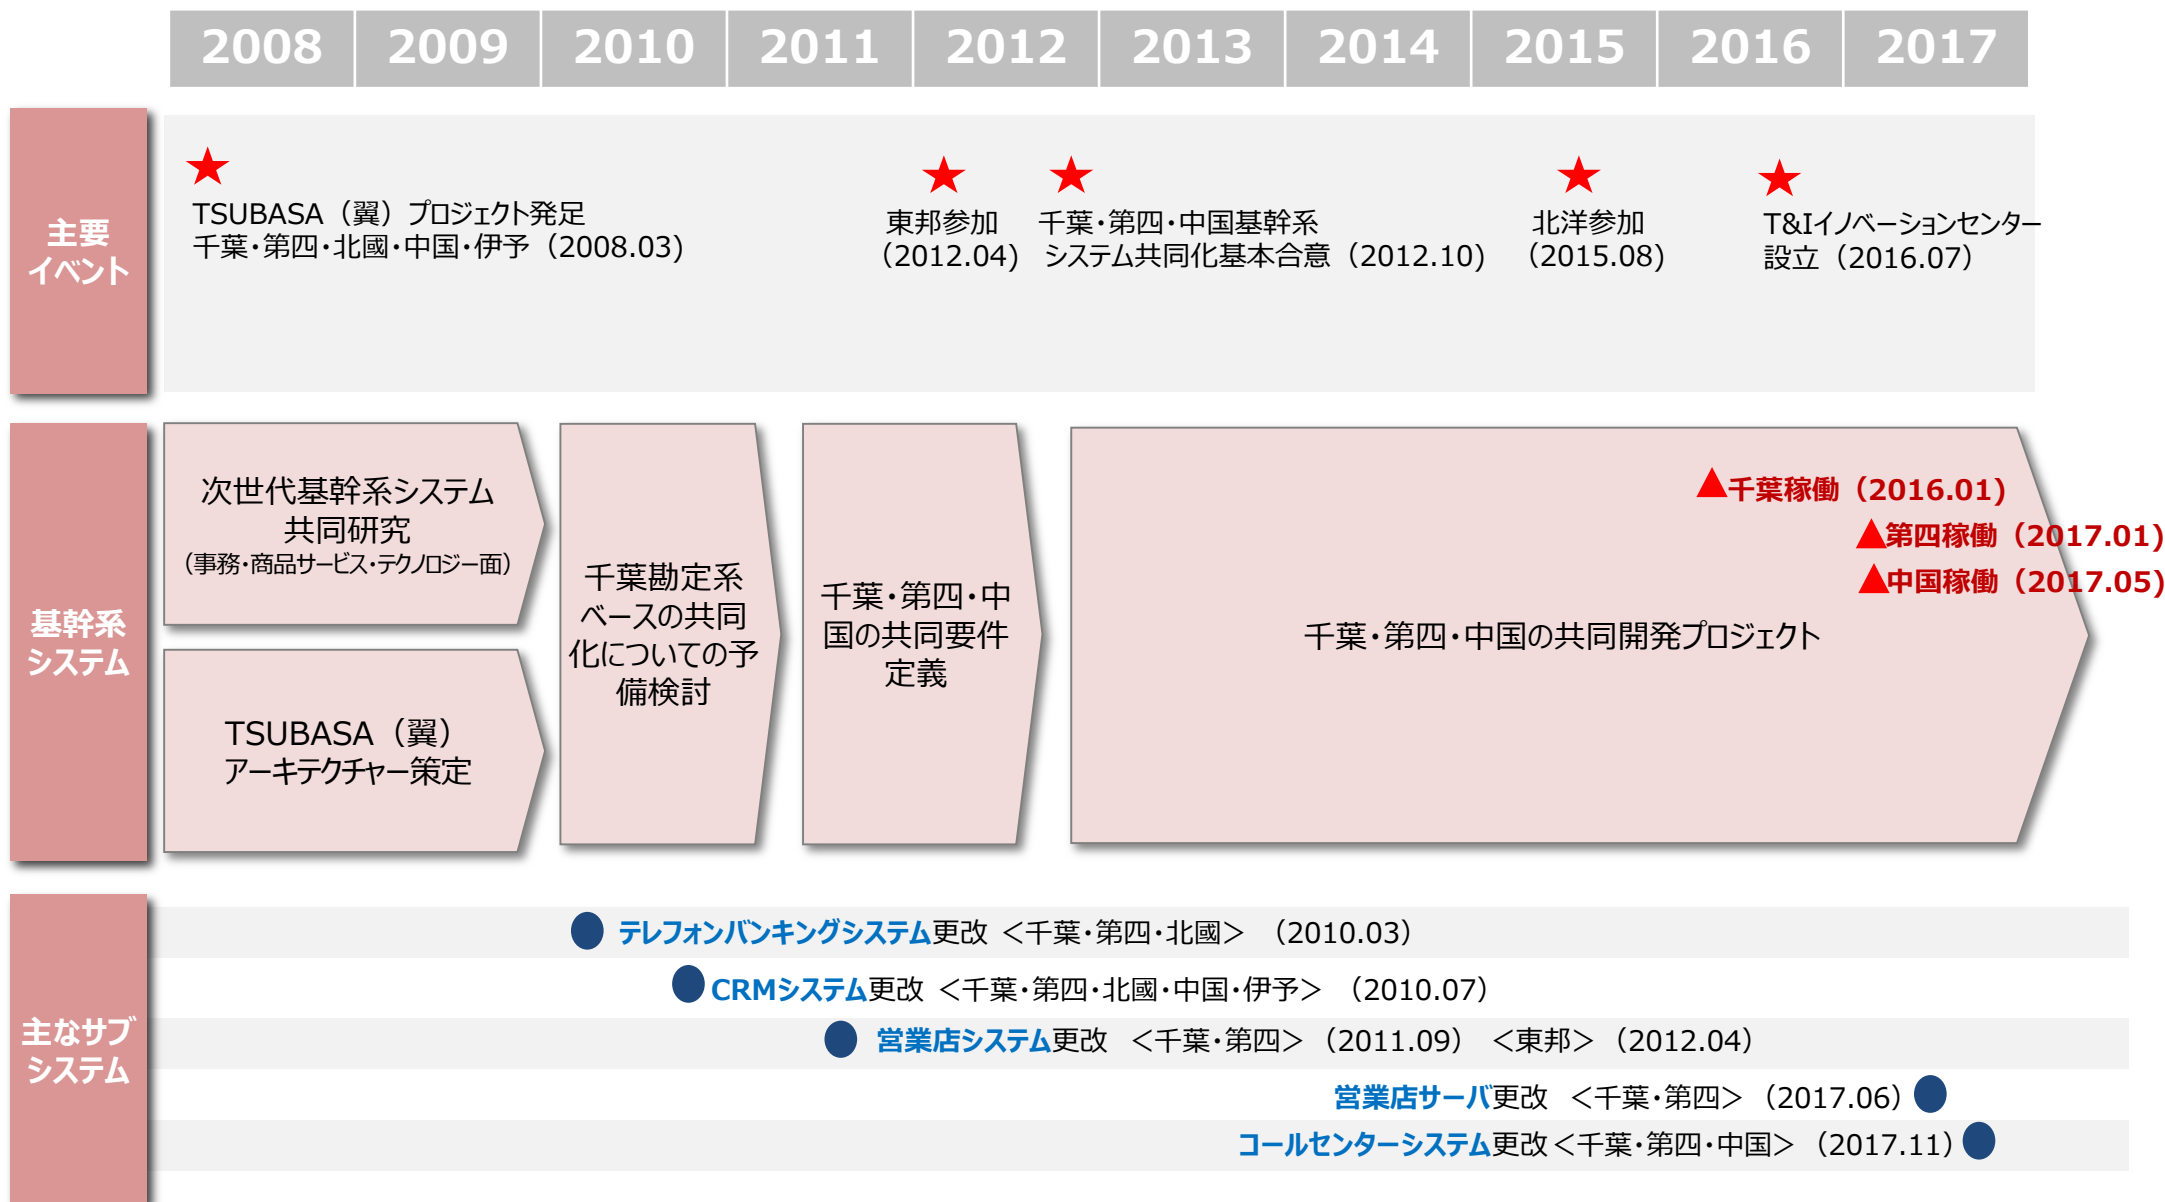 2008 2009 2010 2011 2012 2013 2014 2015 2016 2017
主要
イベント
TSUBASA（翼）プロジェクト発足
千葉・第四・北國・中国・伊予（2008.03)
東邦参加
(2012.04)
千葉・第四・中国基幹系
システム共同化基本合意（2012.10)
北洋参加
（2015.08)
T&Iイノベーションセンター
設立（2016.07）
基幹系
システム
次世代基幹系システム
共同研究
（事務・商品サービス・テクノロジー面）
TSUBASA（翼）
アーキテクチャー策定
千葉勘定系
ベースの共同
化についての予
備検討
千葉・第四・中
国の共同要件
定義
千葉・第四・中国の共同開発プロジェクト
▲千葉稼働（2016.01)
▲第四稼働（2017.01)
▲中国稼働（2017.05)
主なサブ
システム
テレフォンバンキングシステム更改 ＜千葉・第四・北國＞ （2010.03）
CRMシステム更改 ＜千葉・第四・北國・中国・伊予＞ （2010.07）
営業店システム更改 ＜千葉・第四＞（2011.09） ＜東邦＞（2012.04）
営業店サーバ更改 ＜千葉・第四＞（2017.06）
コールセンターシステム更改＜千葉・第四・中国＞（2017.11）